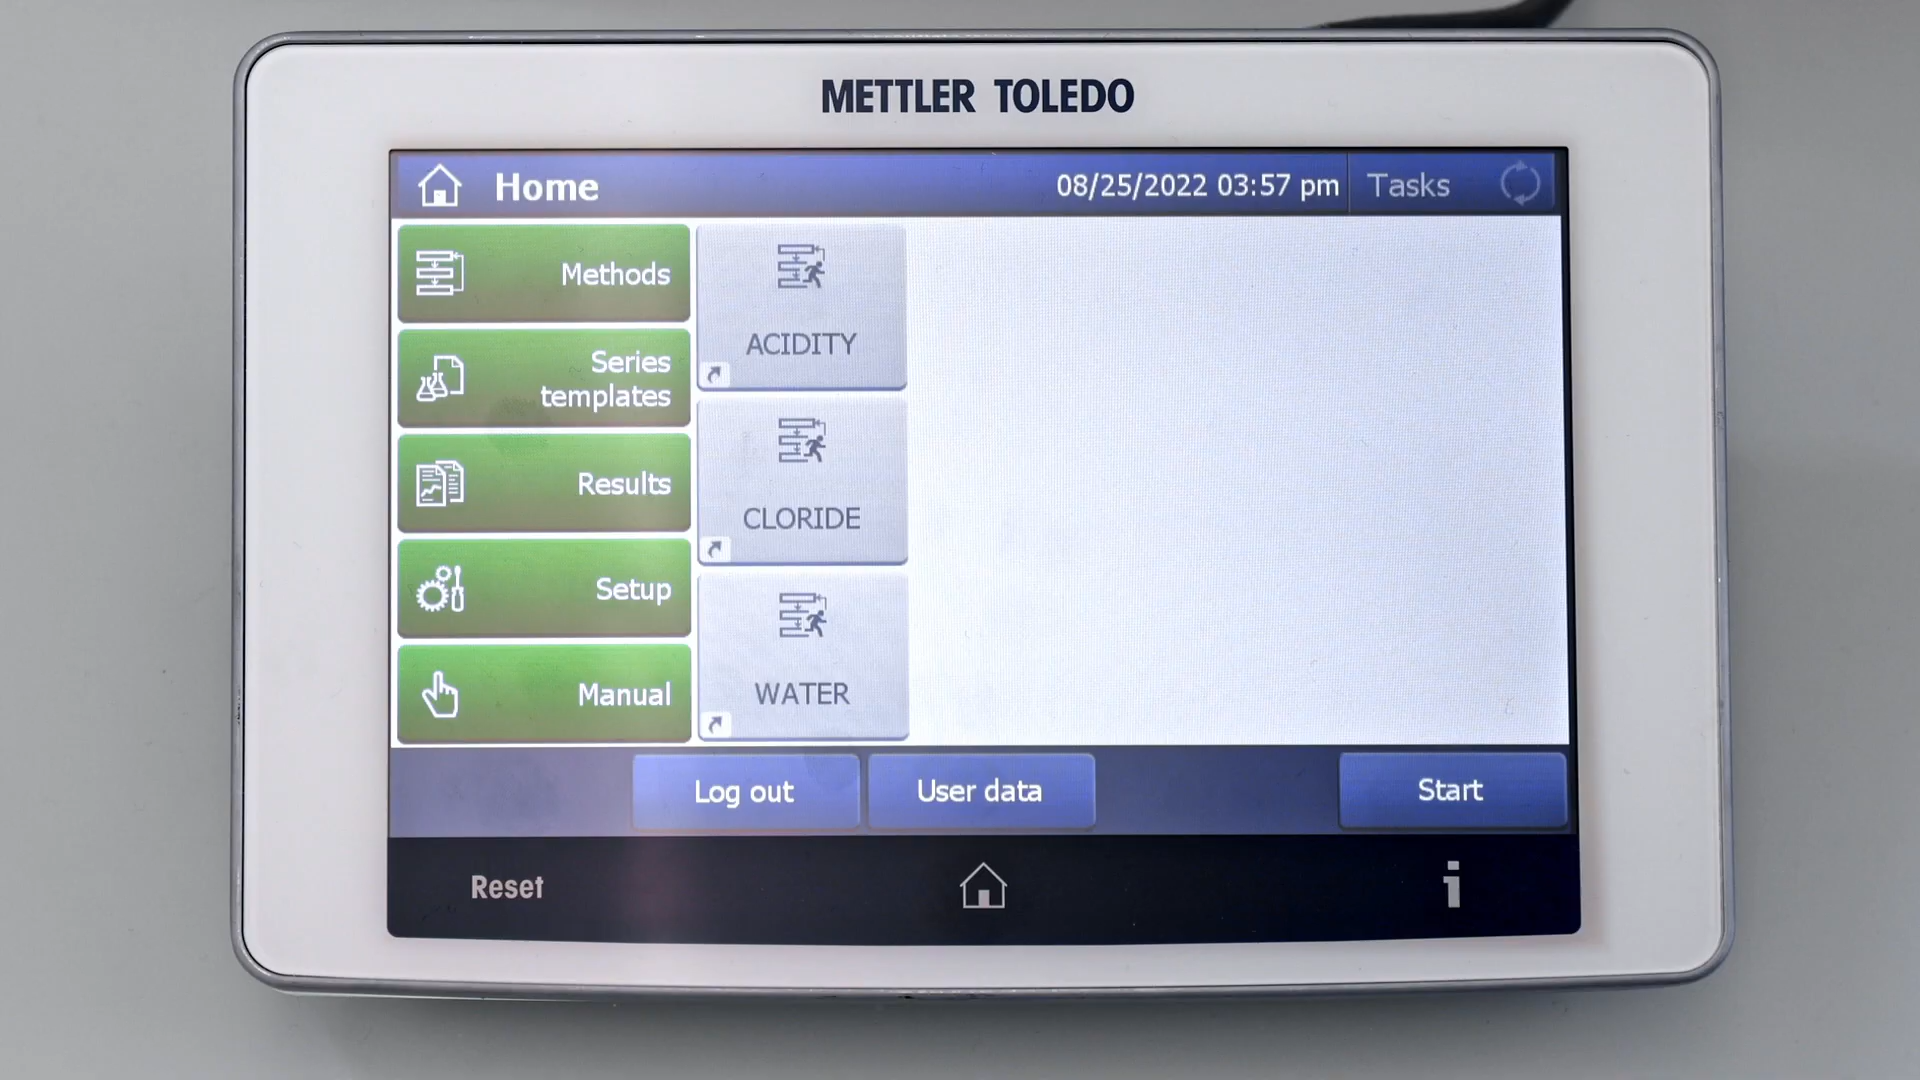 METTLER TOLEDO
Home
08/25/2022 03:57 pm
Tasks
Methods
Series
templates
Results
Setup
Manual
ACIDITY
CLORIDE
WATER
Log out
User data
Start
Reset
i